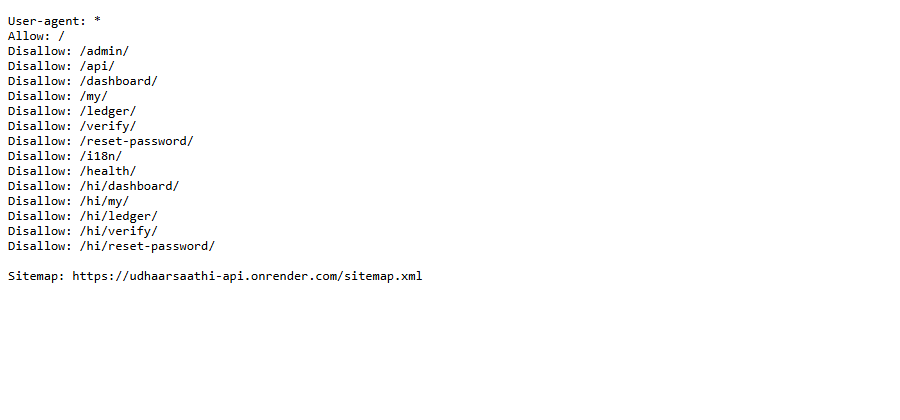 User-agent: *
Allow: /
Disallow: /admin/
Disallow: /api/
Disallow: /dashboard/
Disallow: /my/
Disallow: /ledger/
Disallow: /verify/
Disallow: /reset-password/
Disallow: /i18n/
Disallow: /health/
Disallow: /hi/dashboard/
Disallow: /hi/my/
Disallow: /hi/ledger/
Disallow: /hi/verify/
Disallow: /hi/reset-password/

Sitemap: https://udhaarsaathi-api.onrender.com/sitemap.xml